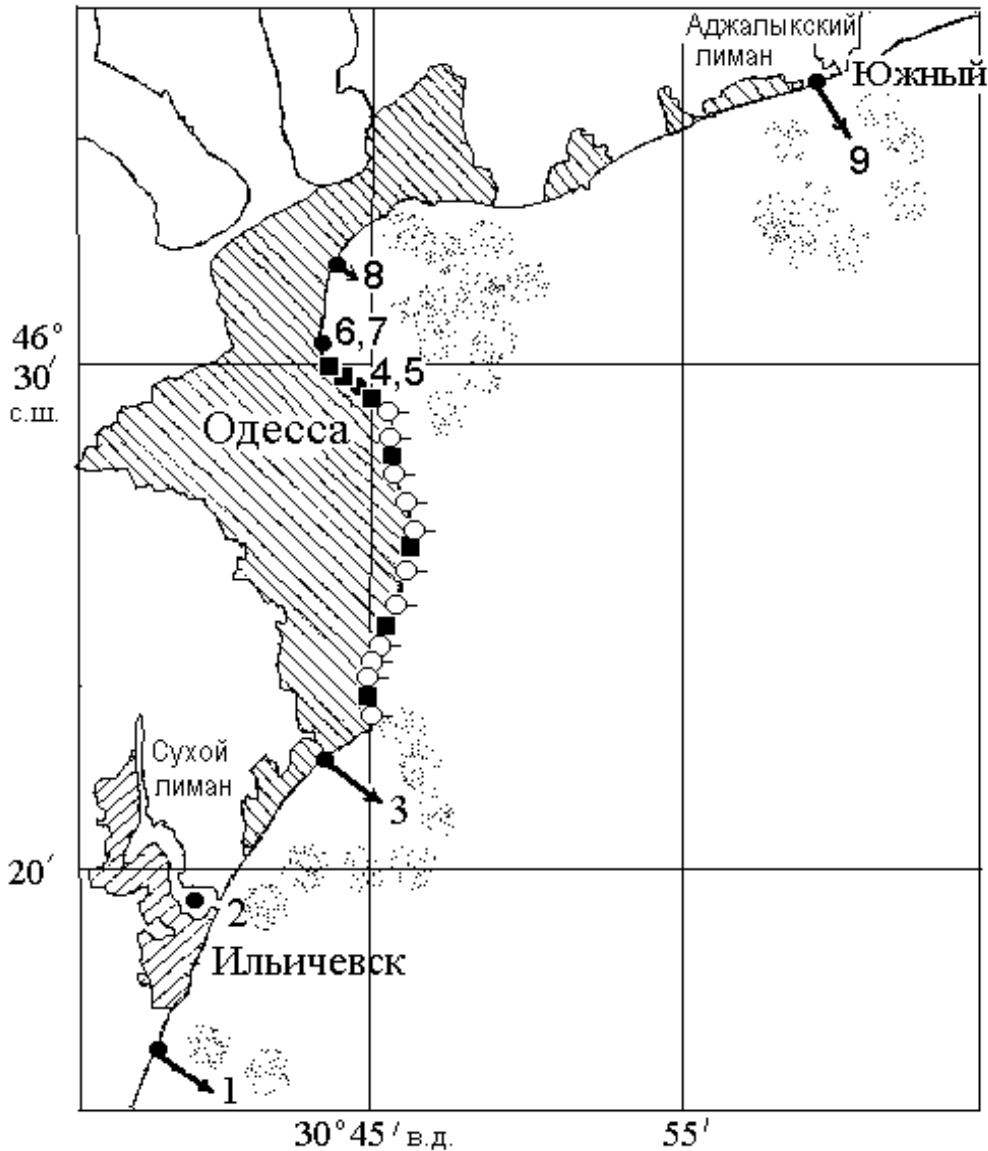 Аджалыкский
лиман
Южный
9
8
6,7
46°
30′
с.ш.
4,5
Одесса
Сухой
лиман
3
20′
2
Ильичевск
1
30°45′ в.д.
55′